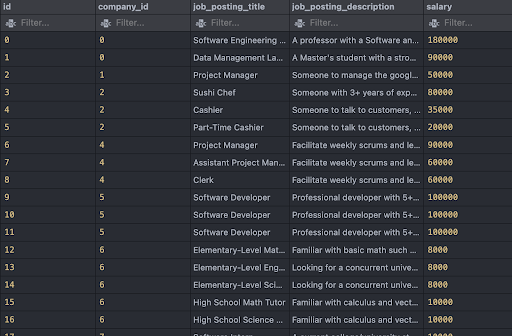 id company_id job_posting_title job_posting_description salary
Filter... Filter... Filter... Filter... Filter...
0 0 Software Engineering ... A professor with a Software an... 180000
1 0 Data Management La... A Master's student with a stro... 90000
2 1 Project Manager Someone to manage the googl... 50000
3 2 Sushi Chef Someone with 3+ years of exp... 80000
4 2 Cashier Someone to talk to customers, ... 35000
5 2 Part-Time Cashier Someone to talk to customers, ... 20000
6 4 Project Manager Facilitate weekly scrums and le... 90000
7 4 Assistant Project Man... Facilitate weekly scrums and le... 60000
8 4 Clerk Facilitate weekly scrums and le... 60000
9 5 Software Developer Professional developer with 5+... 100000
10 5 Software Developer Professional developer with 5+... 100000
11 5 Software Developer Professional developer with 5+... 100000
12 6 Elementary-Level Mat... Familiar with basic math such ... 8000
13 6 Elementary-Level Eng... Looking for a concurrent unive... 8000
14 6 Elementary-Level Sci... Looking for a concurrent unive... 8000
15 6 High School Math Tutor Familiar with calculus and vect... 10000
16 6 High School Science ... Familiar with calculus and vect... 10000